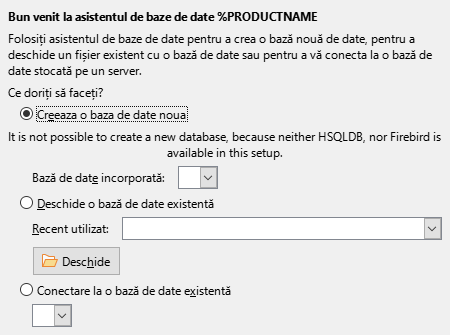 Bun venit la asistentul de baze de date %PRODUCTNAME
Folosiți asistentul de baze de date pentru a crea o bază nouă de date, pentru a
deschide un fișier existent cu o bază de date sau pentru a vă conecta la o bază de
date stocată pe un server.
Ce doriți să faceți?
Creeaza o baza de date noua
It is not possible to create a new database, because neither HSQLDB, nor Firebird is
available in this setup.
Bază de date incorporată:
Deschide o bază de date existentă
Recent utilizat:
Deschide
Conectare la o bază de date existentă